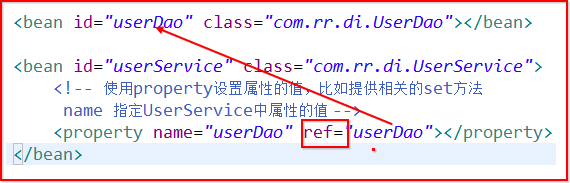 <bean id="userDao" class="com.rr.di.UserDao"></bean>
<bean id="userService" class="com.rr.di.UserService">
<!-- 使用property设置属性的值，比如提供相关的set方法
name 指定UserService中属性的值 -->
<property name="userDao" ref="userDao"></property>
</bean>